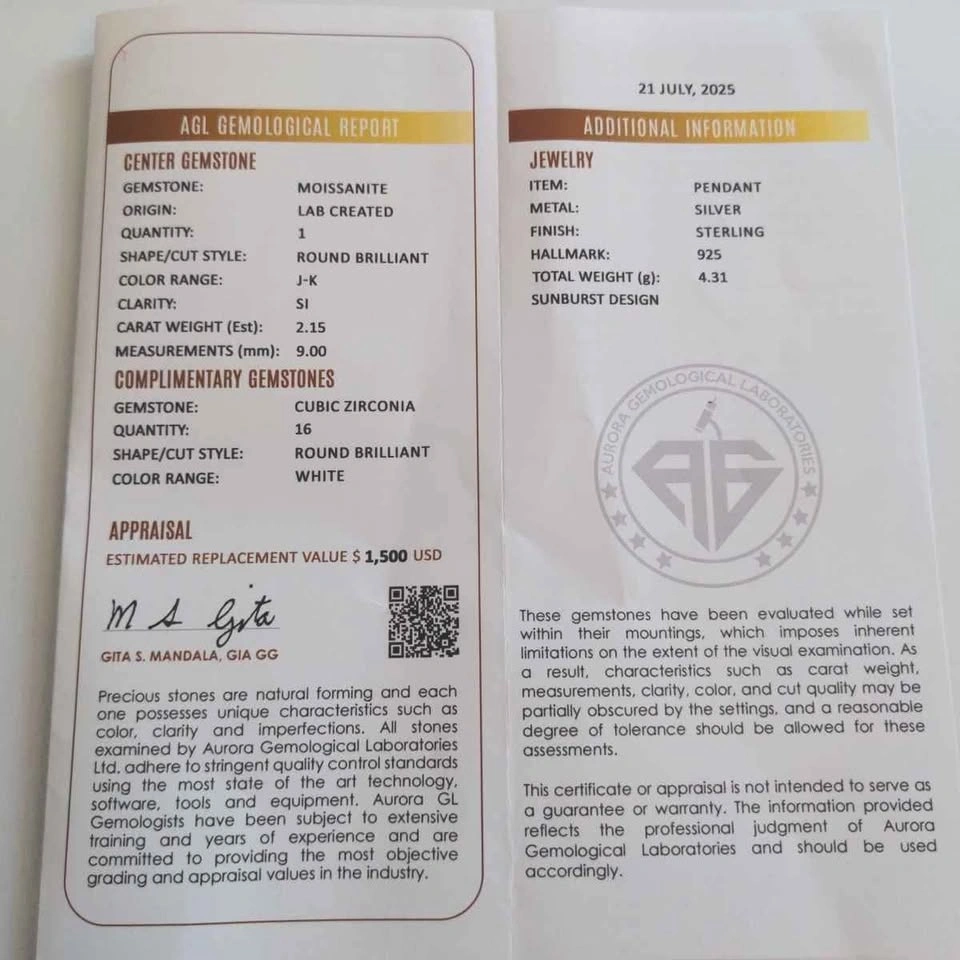 AGL GEMOLOGICAL REPORT
CENTER GEMSTONE
GEMSTONE: MOISSANITE
ORIGIN: LAB CREATED
QUANTITY: 1
SHAPE/CUT STYLE: ROUND BRILLIANT
COLOR RANGE: J-K
CLARITY: SI
CARAT WEIGHT (Est): 2.15
MEASUREMENTS (mm): 9.00
COMPLIMENTARY GEMSTONES
GEMSTONE: CUBIC ZIRCONIA
QUANTITY: 16
SHAPE/CUT STYLE: ROUND BRILLIANT
COLOR RANGE: WHITE
APPRAISAL
ESTIMATED REPLACEMENT VALUE $ 1,500 USD
M S Gita
GITA S. MANDALA, GIA GG
Precious stones are natural forming and each
one possesses unique characteristics such as
color, clarity and imperfections. All stones
examined by Aurora Gemological Laboratories
Ltd. adhere to stringent quality control standards
using the most state of the art technology,
software, tools and equipment. Aurora GL
Gemologists have been subject to extensive
training and years of experience and are
committed to providing the most objective
grading and appraisal values in the industry.
21 JULY, 2025
ADDITIONAL INFORMATION
JEWELRY
ITEM: PENDANT
METAL: SILVER
FINISH: STERLING
HALLMARK: 925
TOTAL WEIGHT (g): 4.31
SUNBURST DESIGN
AURORA GEMOLOGICAL LABORATORIES
AG
These gemstones have been evaluated while set
within their mountings, which imposes inherent
limitations on the extent of the visual examination. As
a result, characteristics such as carat weight,
measurements, clarity, color, and cut quality may be
partially obscured by the settings, and a reasonable
degree of tolerance should be allowed for these
assessments.
This certificate or appraisal is not intended to serve as
a guarantee or warranty. The information provided
reflects the professional judgment of Aurora
Gemological Laboratories and should be used
accordingly.